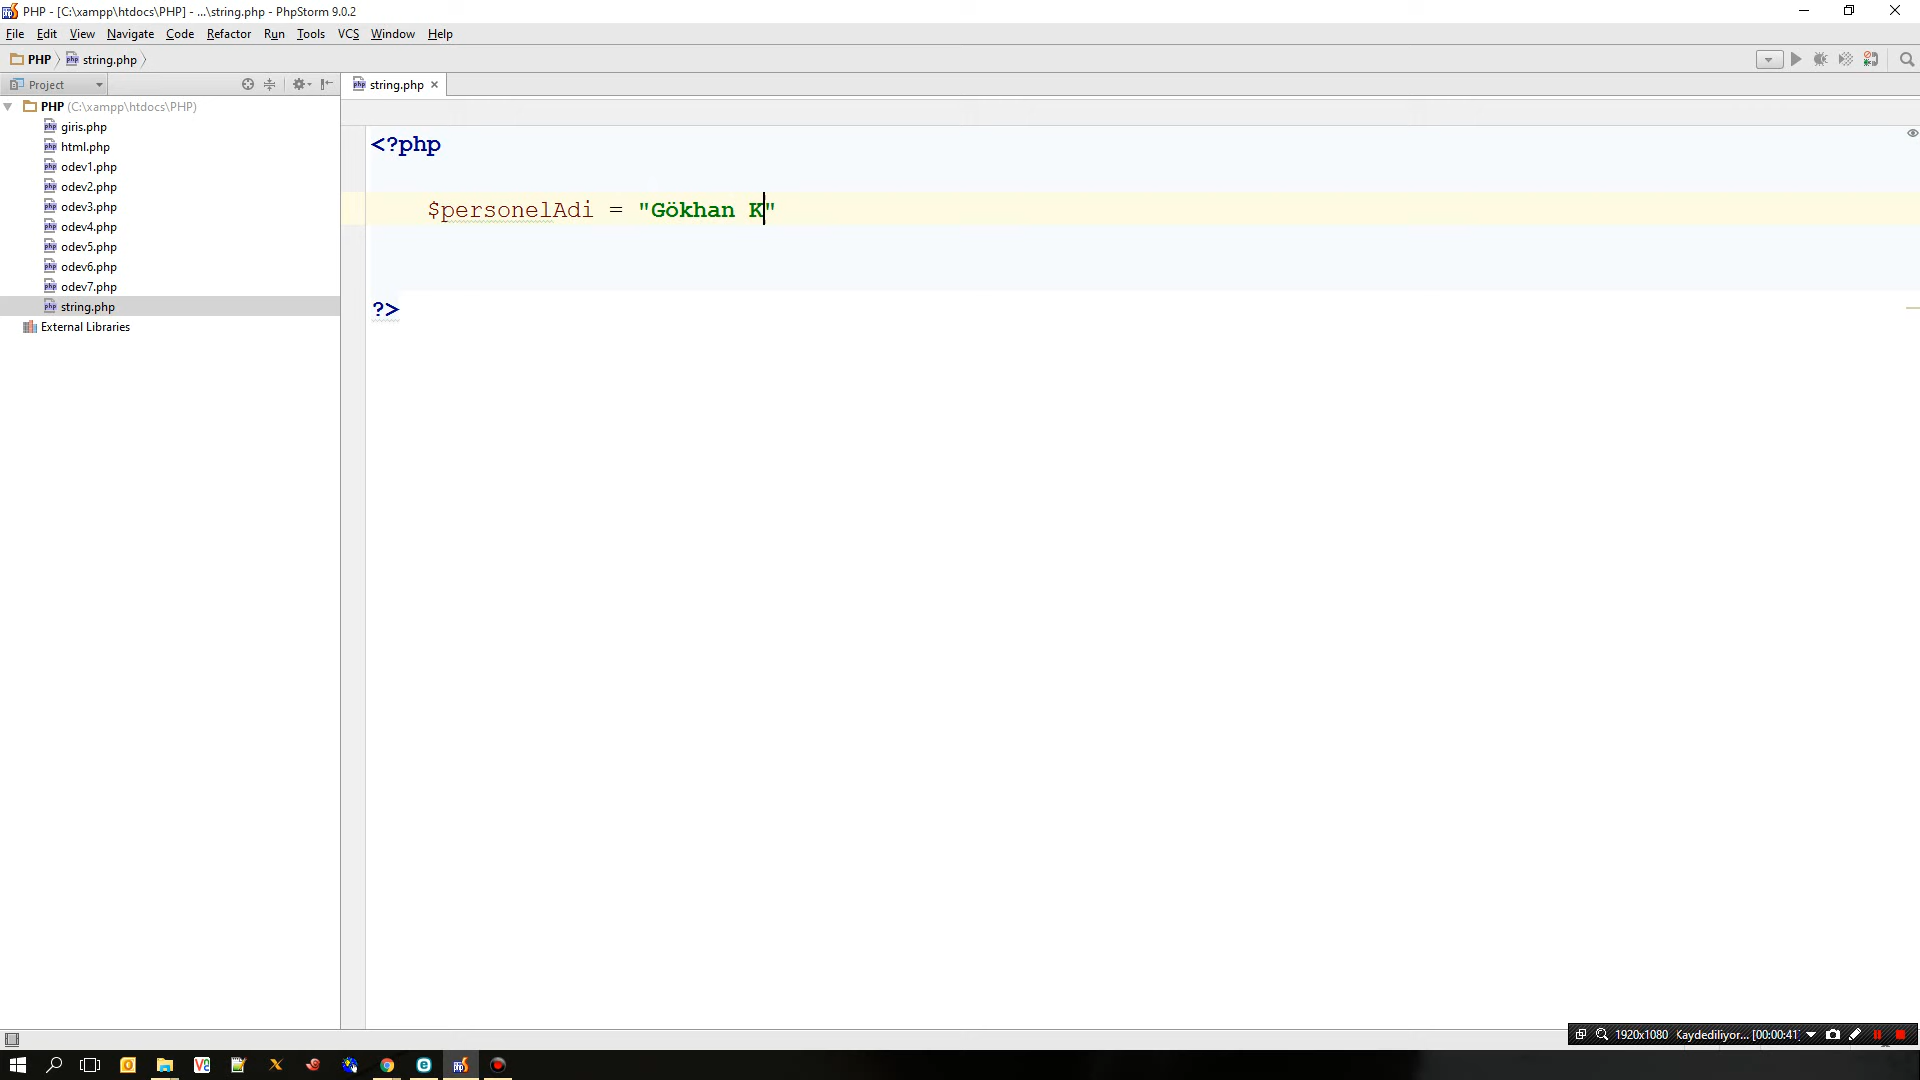 PHP - [C:\xampp\htdocs\PHP] - ...\string.php - PhpStorm 9.0.2
File Edit View Navigate Code Refactor Run Tools VCS Window Help
PHP string.php
Project
string.php
PHP (C:\xampp\htdocs\PHP)
giris.php
html.php
odev1.php
odev2.php
odev3.php
odev4.php
odev5.php
odev6.php
odev7.php
string.php
External Libraries
<?php
$personelAdi = "Gökhan K"
?>
1920x1080 Kaydediliyor... [00:00:41]